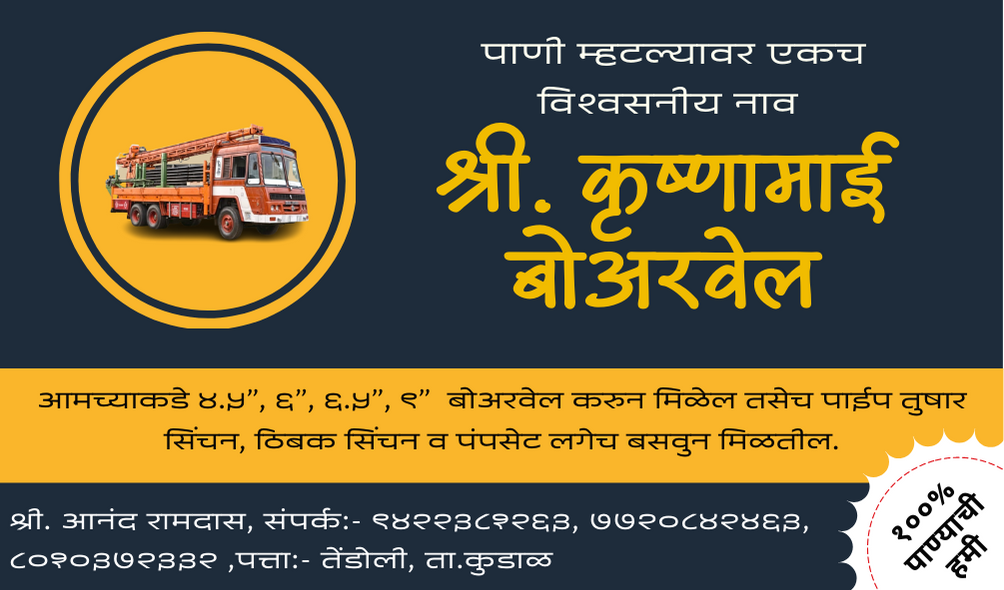 पाणी म्हटल्यावर एकच
विश्वसनीय नाव
श्री. कृष्णामाई
बोअरवेल
आमच्याकडे ४.५”, ६”, ६.५”, ९” बोअरवेल करुन मिळेल तसेच पाईप तुषार
सिंचन, ठिबक सिंचन व पंपसेट लगेच बसवुन मिळतील.
श्री. आनंद रामदास, संपर्क:- ९४२२३८१२६३, ७७२०८४२४६३,
८०१०३७२३३२ ,पत्ता:- तेंडोली, ता.कुडाळ
१००%
पाण्याची
हमी